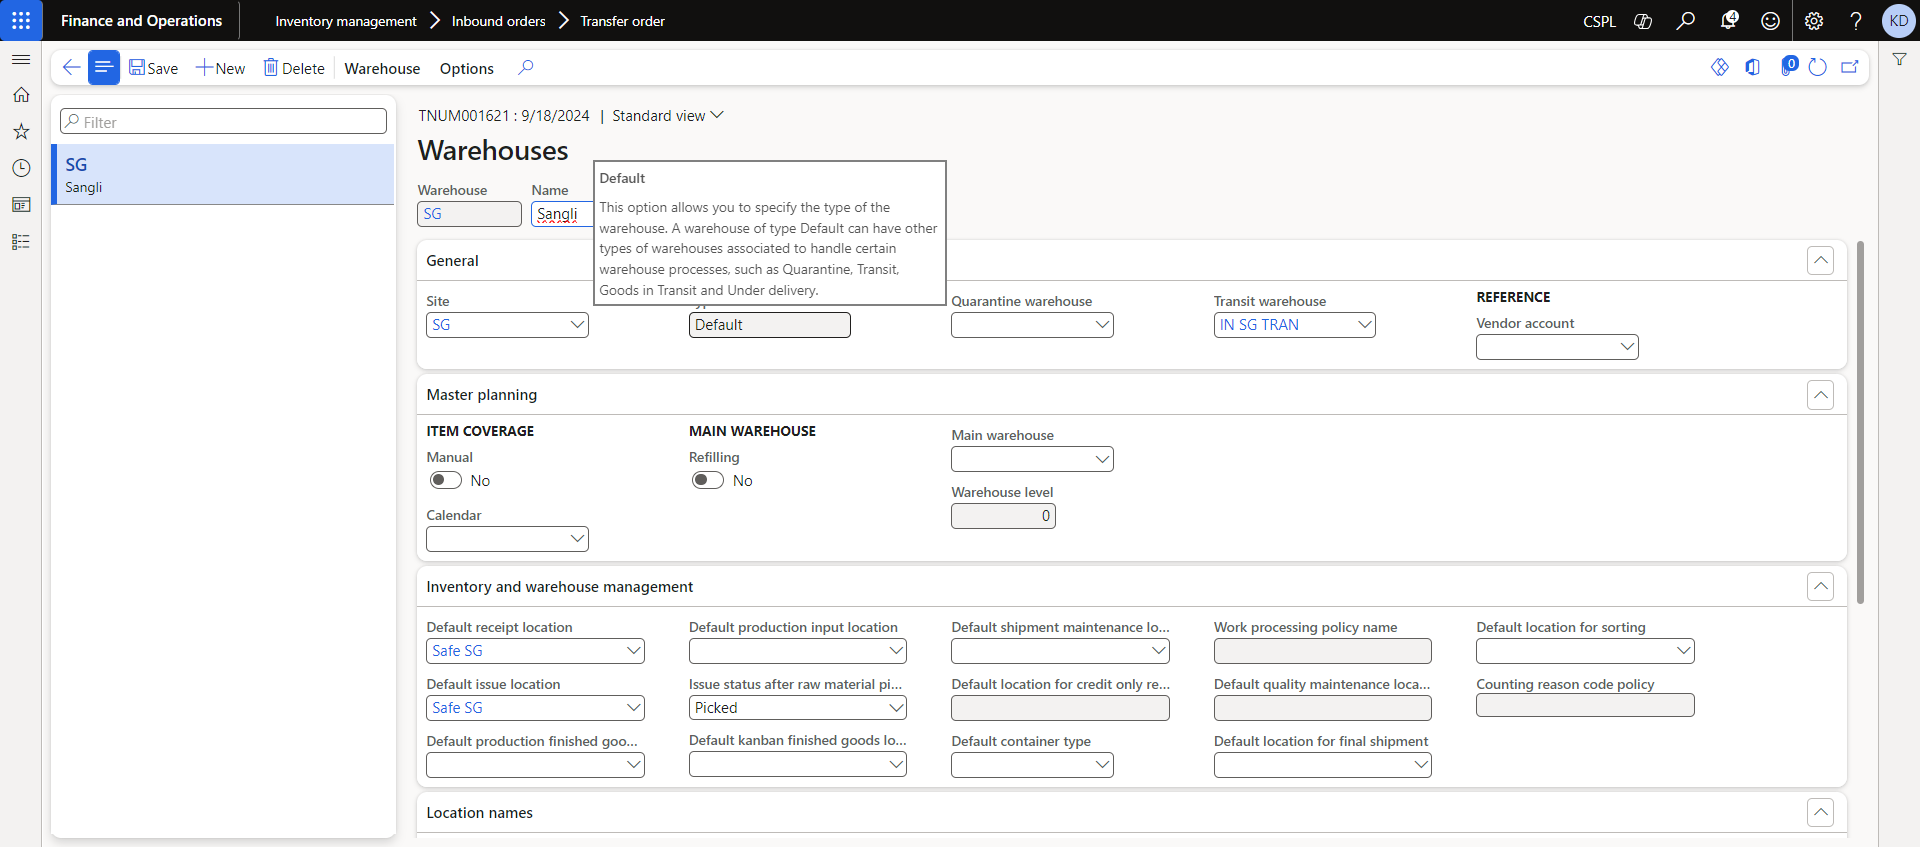 Finance and Operations
Inventory management
Inbound orders
Transfer order
CSPL
4
KD
Save
New
Delete
Warehouse
Options
0
Filter
SG
Sangli
TNUM001621 : 9/18/2024 | Standard view
Warehouses
Warehouse
Name
SG
Sangli
Default
This option allows you to specify the type of the
warehouse. A warehouse of type Default can have other
types of warehouses associated to handle certain
warehouse processes, such as Quarantine, Transit,
Goods in Transit and Under delivery.
General
Site
SG
Default
Quarantine warehouse
Transit warehouse
IN SG TRAN
REFERENCE
Vendor account
Master planning
ITEM COVERAGE
Manual
No
Calendar
MAIN WAREHOUSE
Refilling
No
Main warehouse
Warehouse level
0
Inventory and warehouse management
Default receipt location
Safe SG
Default issue location
Safe SG
Default production finished goo...
Default production input location
Issue status after raw material pi...
Picked
Default kanban finished goods lo...
Default shipment maintenance lo...
Default location for credit only re...
Default container type
Work processing policy name
Default quality maintenance loca...
Default location for final shipment
Default location for sorting
Counting reason code policy
Location names